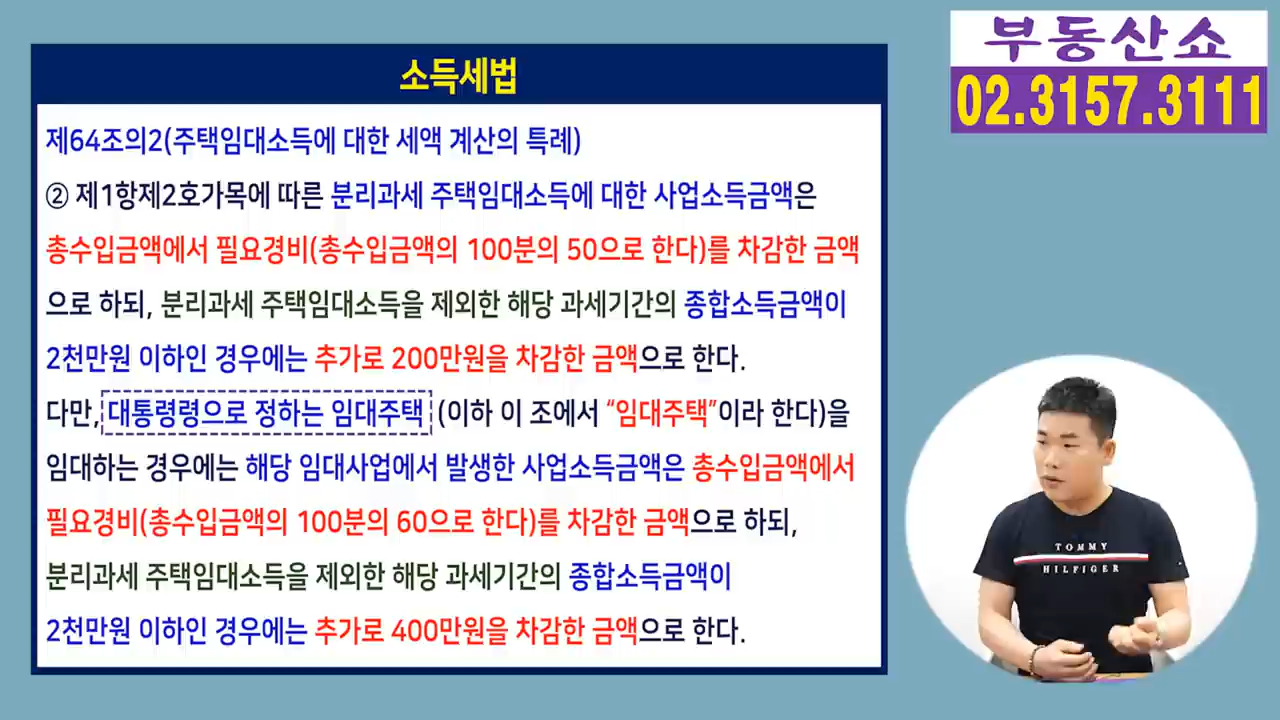 부동산쇼
02.3157.3111
소득세법
제64조의2(주택임대소득에 대한 세액 계산의 특례)
② 제1항제2호가목에 따른 분리과세 주택임대소득에 대한 사업소득금액은
총수입금액에서 필요경비(총수입금액의 100분의 50으로 한다)를 차감한 금액
으로 하되, 분리과세 주택임대소득을 제외한 해당 과세기간의 종합소득금액이
2천만원 이하인 경우에는 추가로 200만원을 차감한 금액으로 한다.
다만, 대통령령으로 정하는 임대주택 (이하 이 조에서 “임대주택”이라 한다)을
임대하는 경우에는 해당 임대사업에서 발생한 사업소득금액은 총수입금액에서
필요경비(총수입금액의 100분의 60으로 한다)를 차감한 금액으로 하되,
분리과세 주택임대소득을 제외한 해당 과세기간의 종합소득금액이
2천만원 이하인 경우에는 추가로 400만원을 차감한 금액으로 한다.
TOMMY
HILFIGER